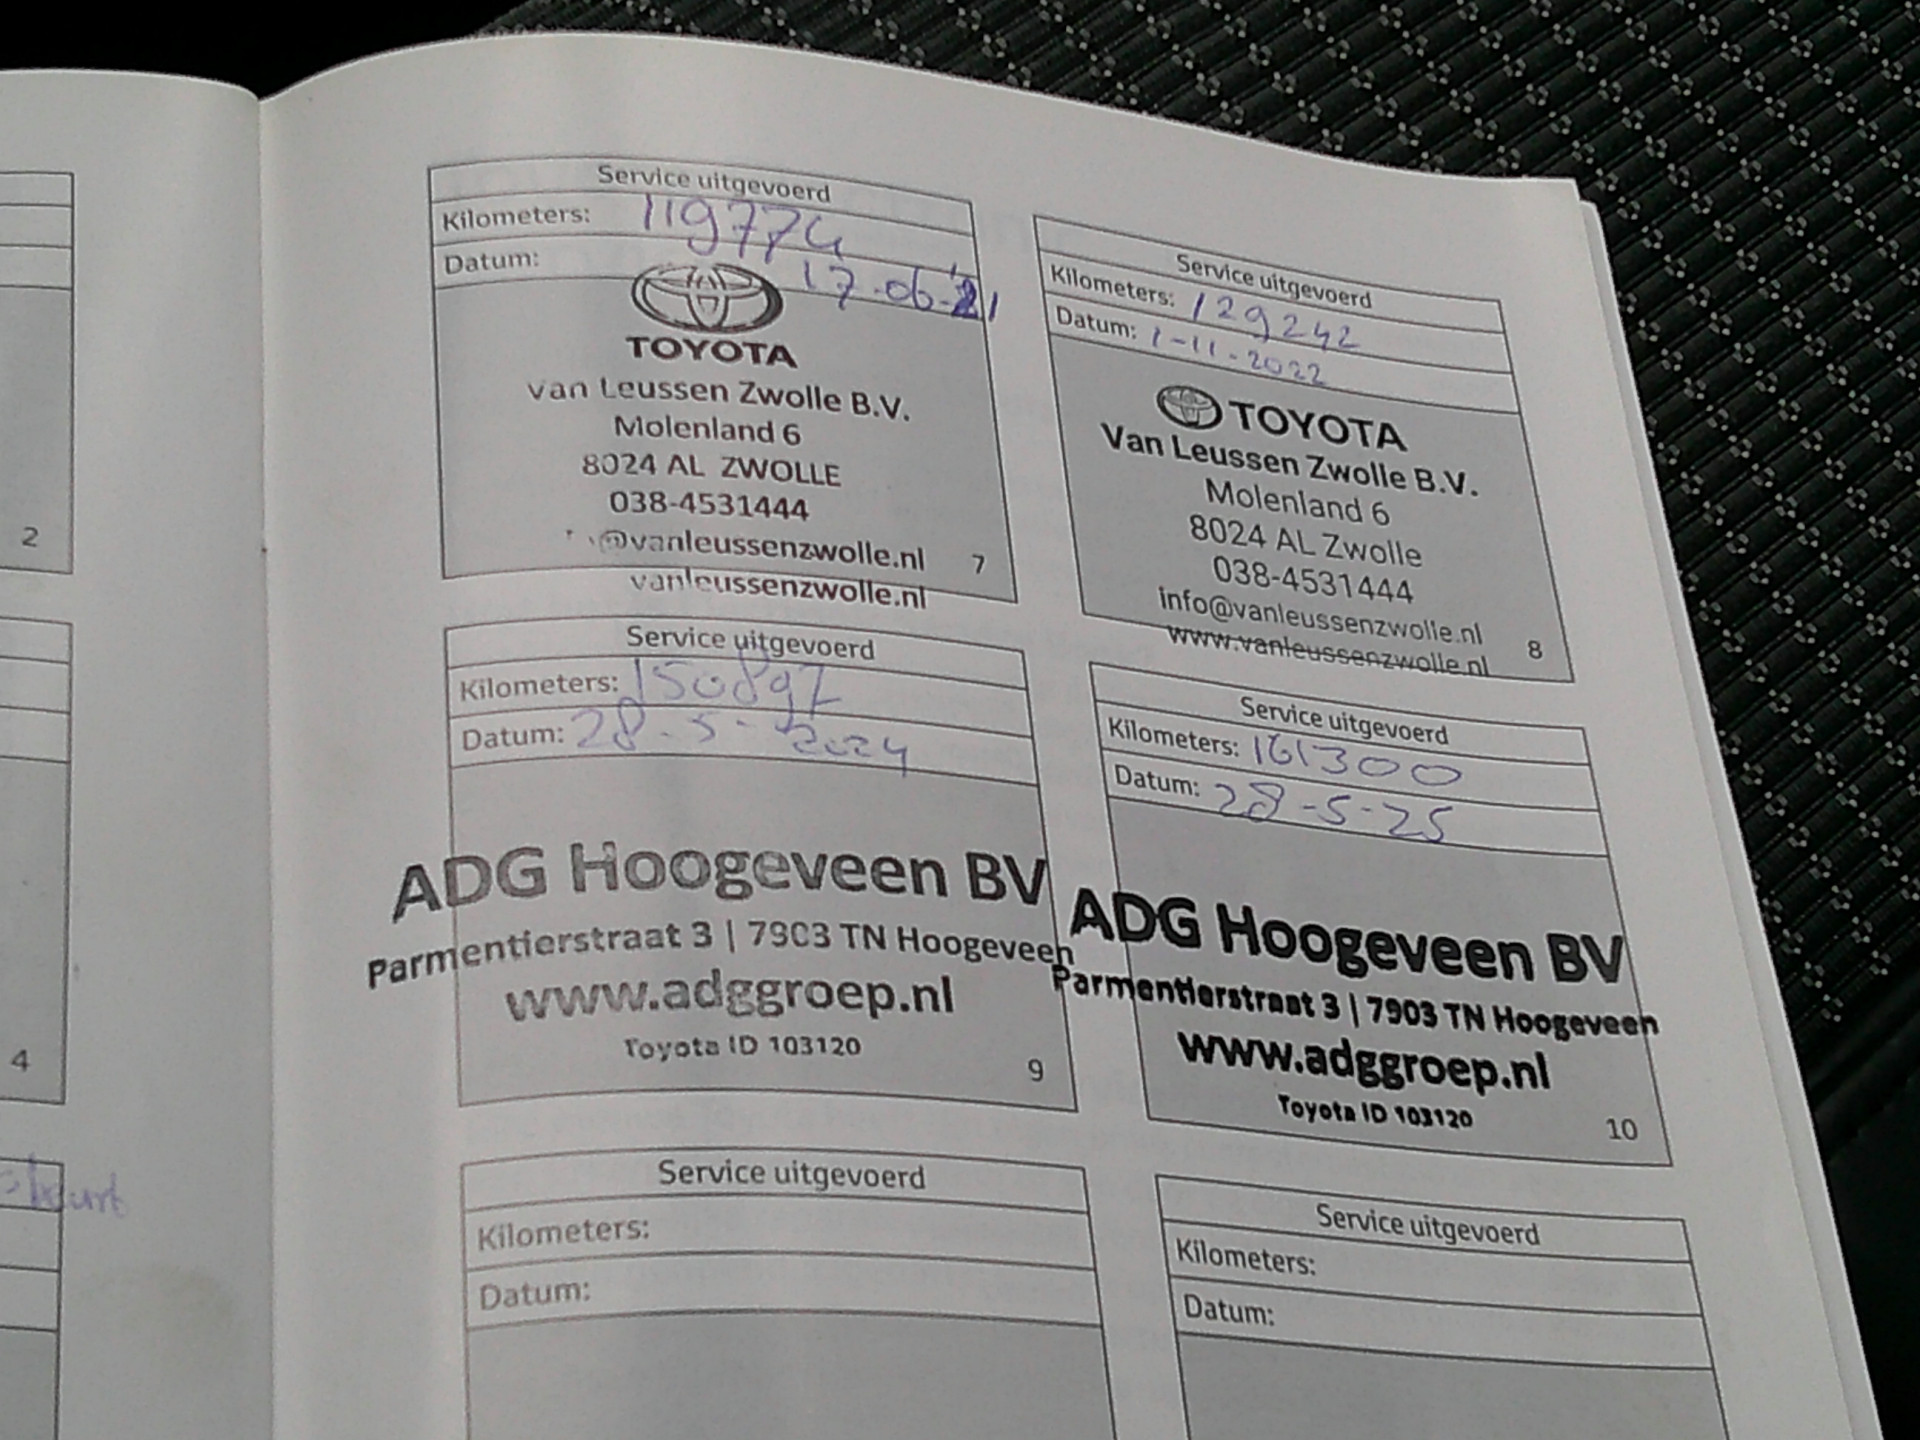 2
4
Service uitgevoerd
Kilometers: 119774
Datum: 17-06-'21
TOYOTA
van Leussen Zwolle B.V.
Molenland 6
8024 AL ZWOLLE
038-4531444
@vanleussenzwolle.nl
7
vanleussenzwolle.nl
Service uitgevoerd
Kilometers: 129242
Datum: 1-11-2022
TOYOTA
Van Leussen Zwolle B.V.
Molenland 6
8024 AL Zwolle
038-4531444
info@vanleussenzwolle.nl
8
www.vanleussenzwolle.nl
Service uitgevoerd
Kilometers: 150897
Datum: 28-5-2024
ADG Hoogeveen BV
Parmentierstraat 3 | 7903 TN Hoogeveen
www.adggroep.nl
Toyota ID 103120
9
Service uitgevoerd
Kilometers: 161300
Datum: 28-5-25
ADG Hoogeveen BV
Parmentierstraat 3 | 7903 TN Hoogeveen
www.adggroep.nl
Toyota ID 103120
10
Service uitgevoerd
Kilometers:
Datum:
Service uitgevoerd
Kilometers:
Datum: